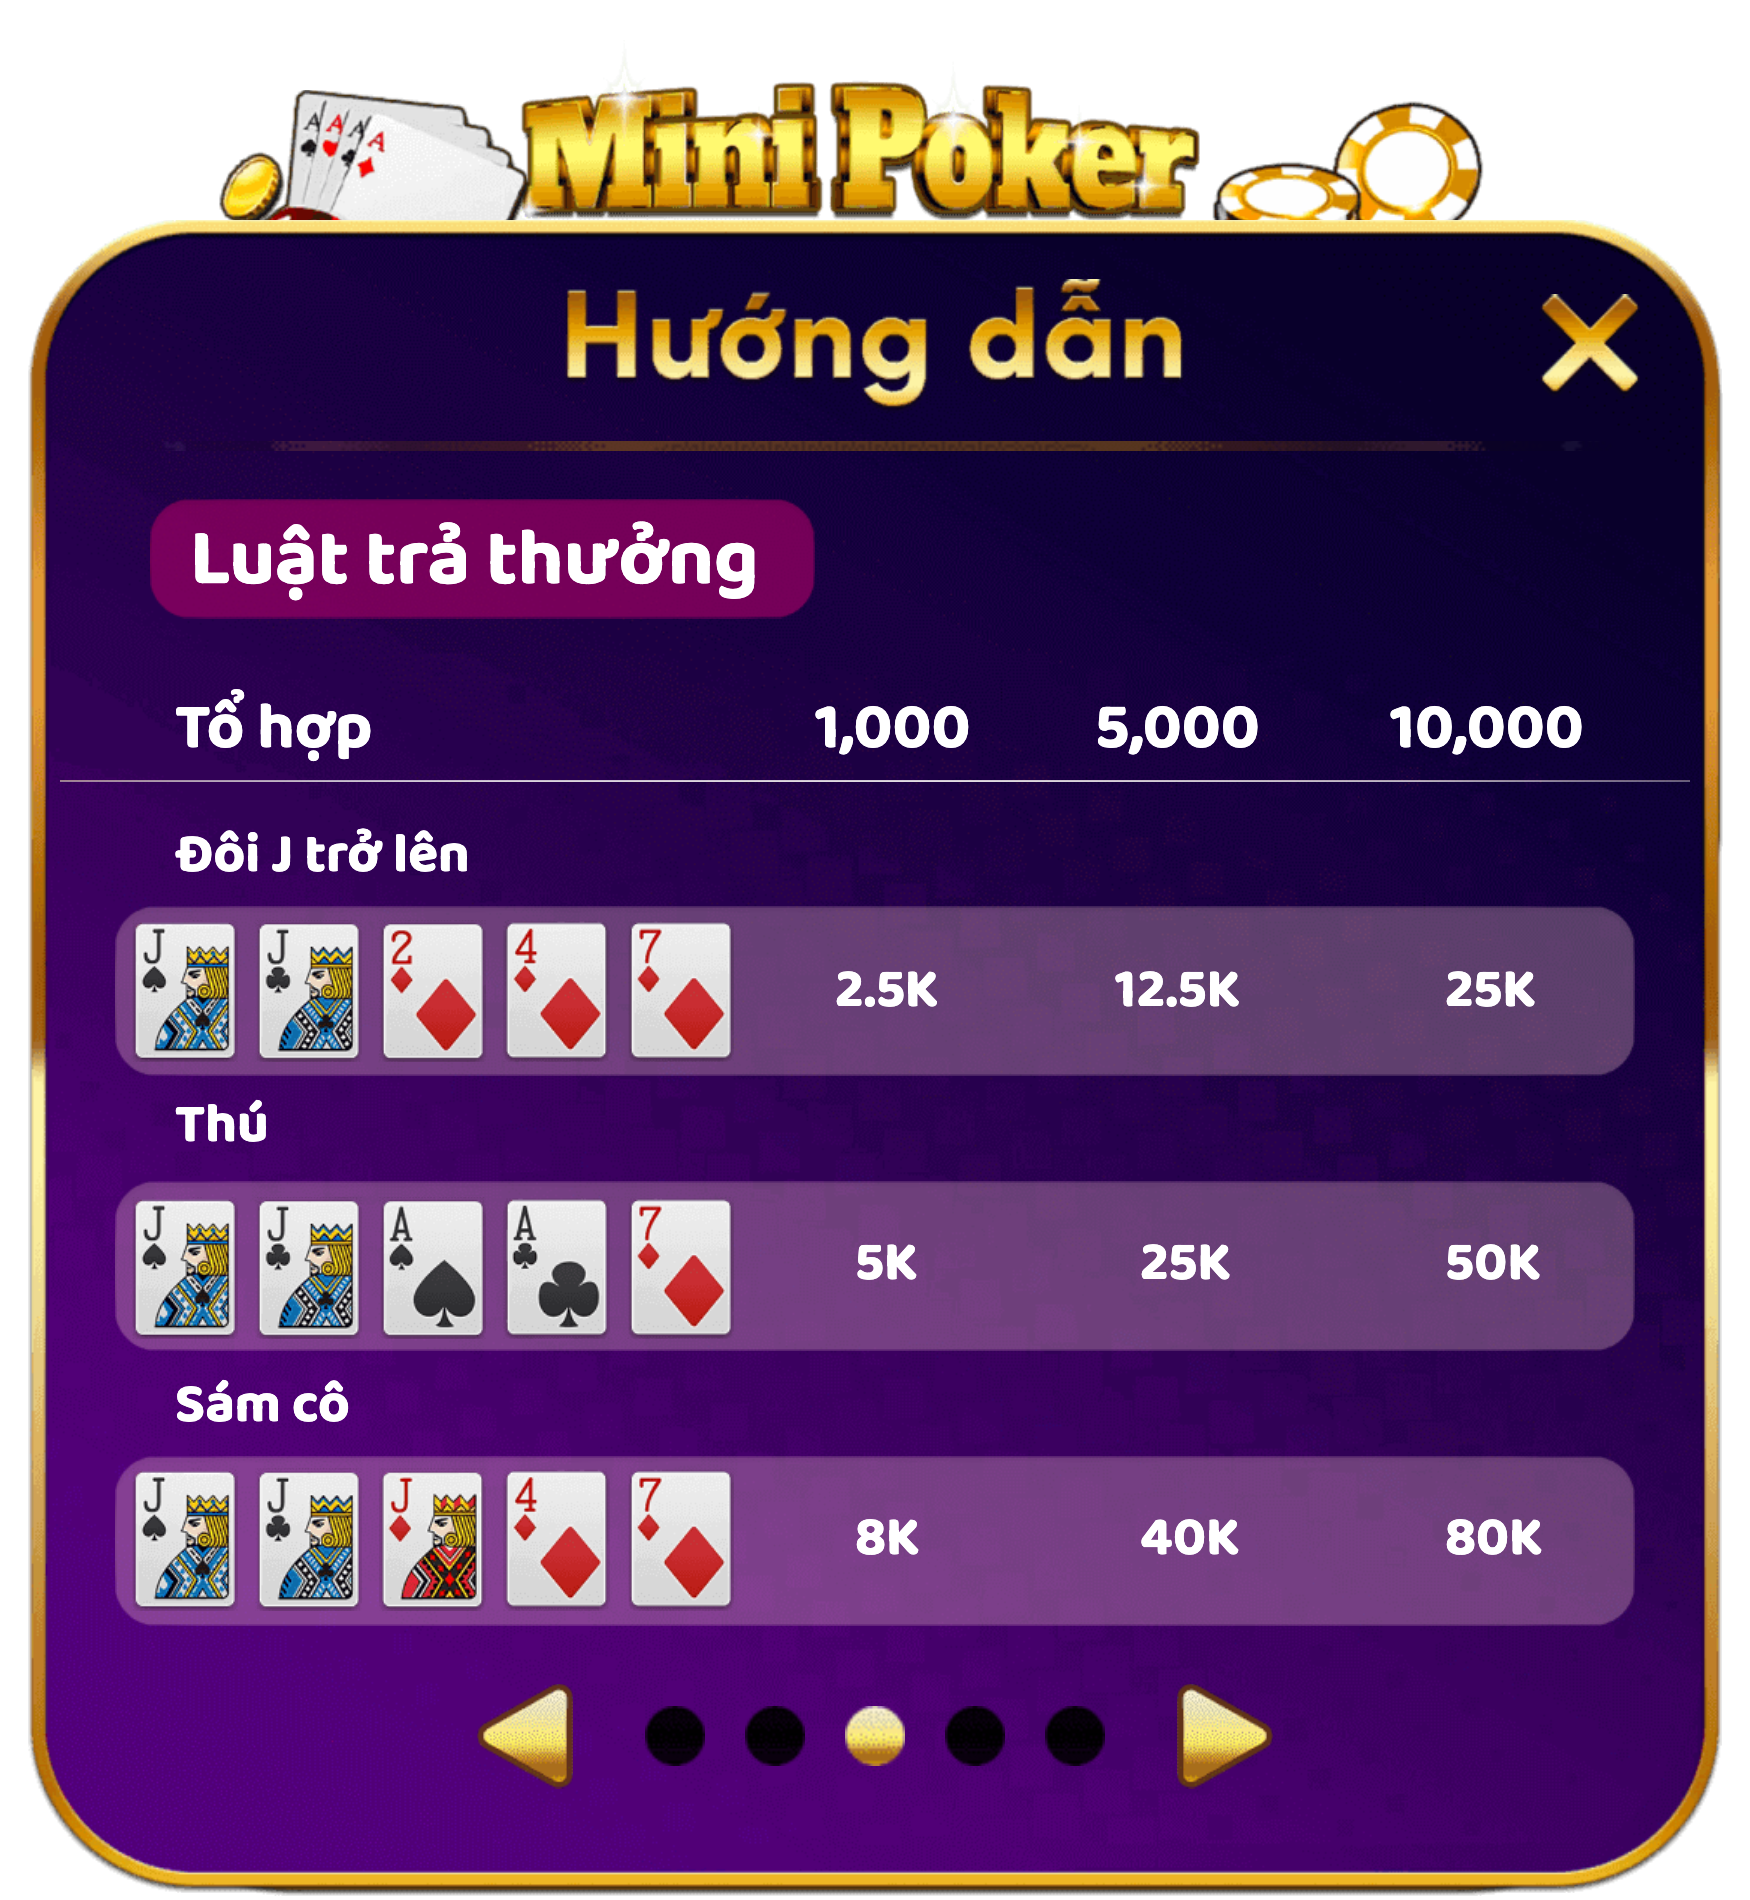 A A A A
Mini Poker
Hướng dẫn
Luật trả thưởng
Tổ hợp 1,000 5,000 10,000
Đôi J trở lên
J J 2 4 7 2.5K 12.5K 25K
Thú
J J A A 7 5K 25K 50K
Sám cô
J J J 4 7 8K 40K 80K